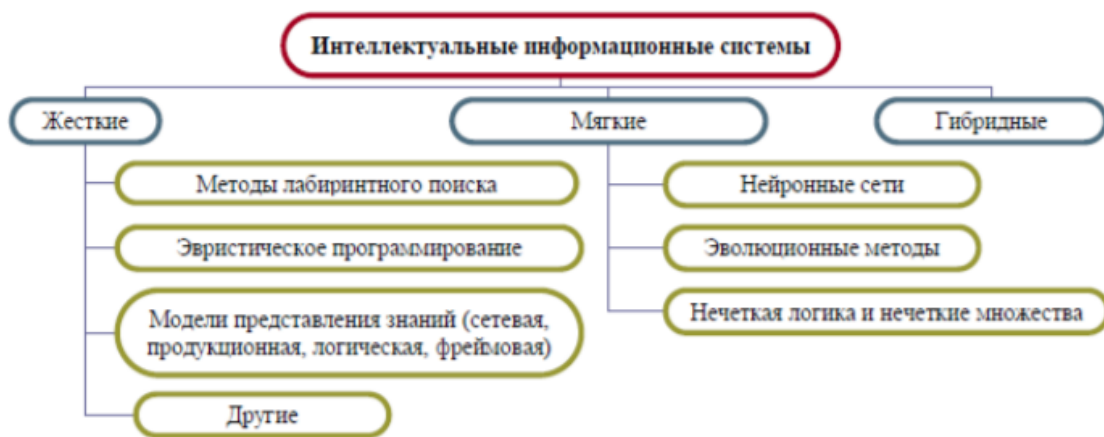 Интеллектуальные информационные системы
Жесткие
Мягкие
Гибридные
Методы лабиринтного поиска
Эвристическое программирование
Модели представления знаний (сетевая,
продукционная, логическая, фреймовая)
Другие
Нейронные сети
Эволюционные методы
Нечеткая логика и нечеткие множества